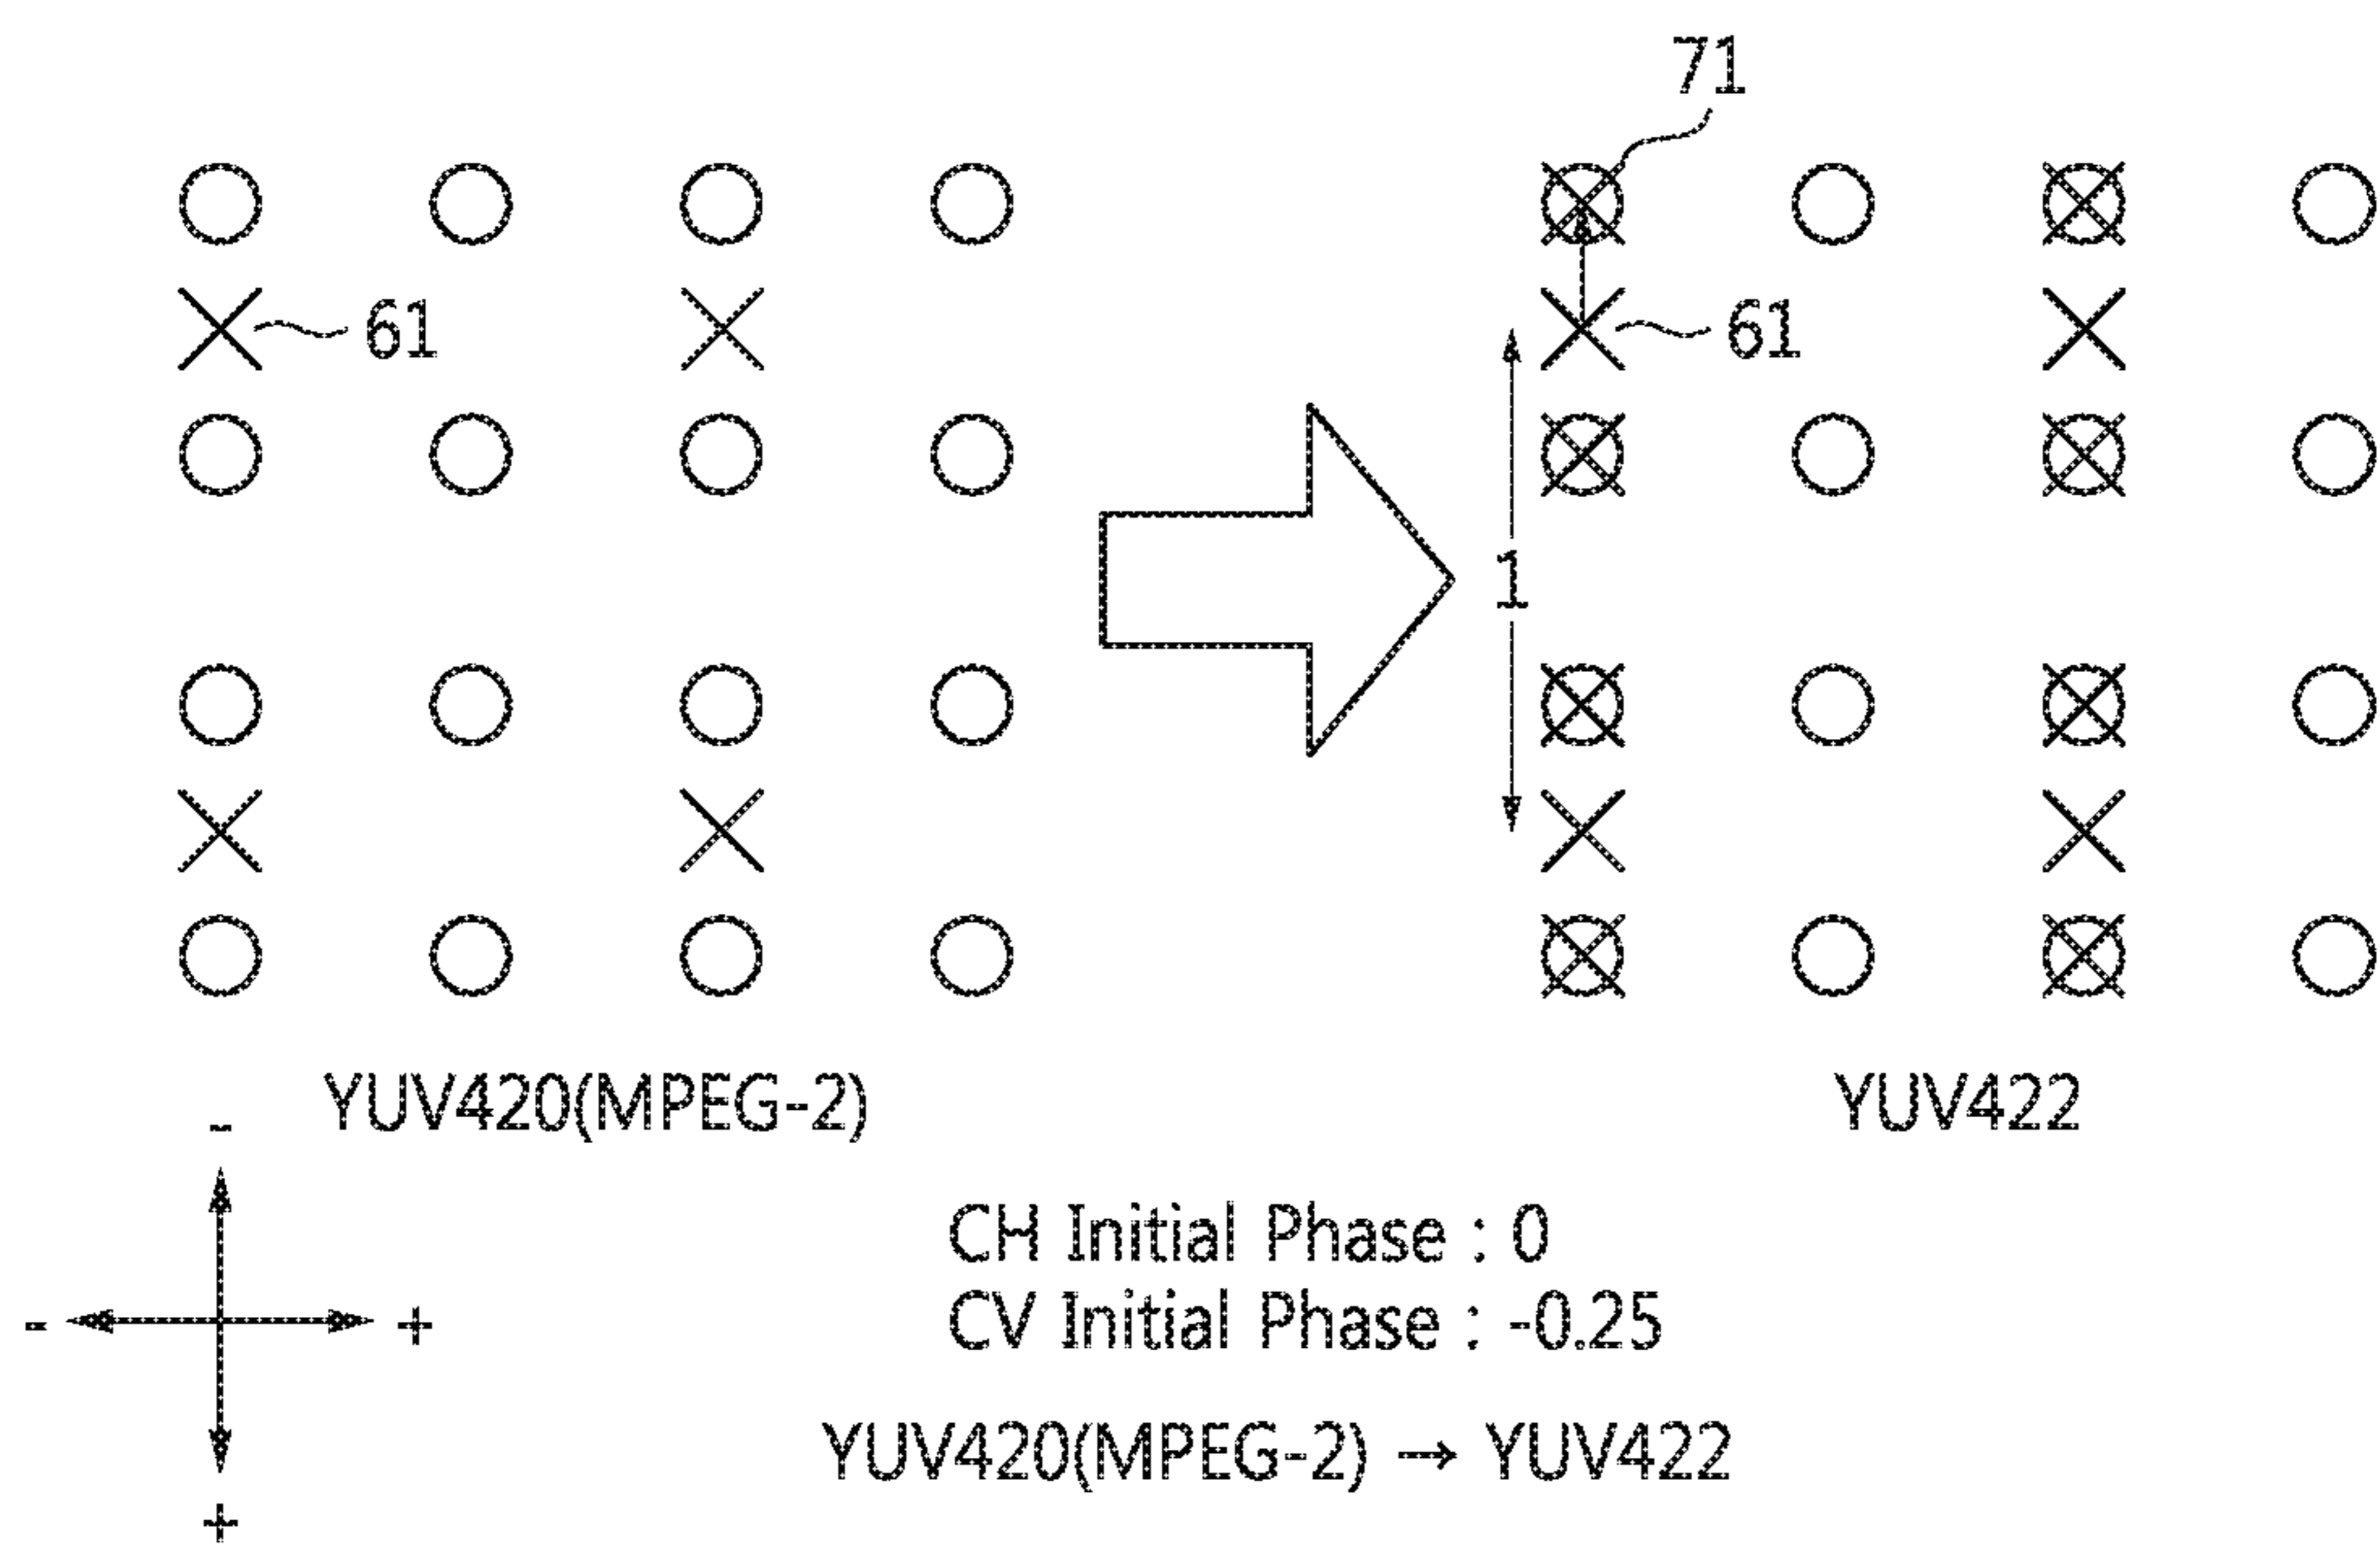 71
61
61
1
YUV420(MPEG-2)
YUV422
-
-
+
+
CH Initial Phase : 0
CV Initial Phase : -0.25
YUV420(MPEG-2) → YUV422